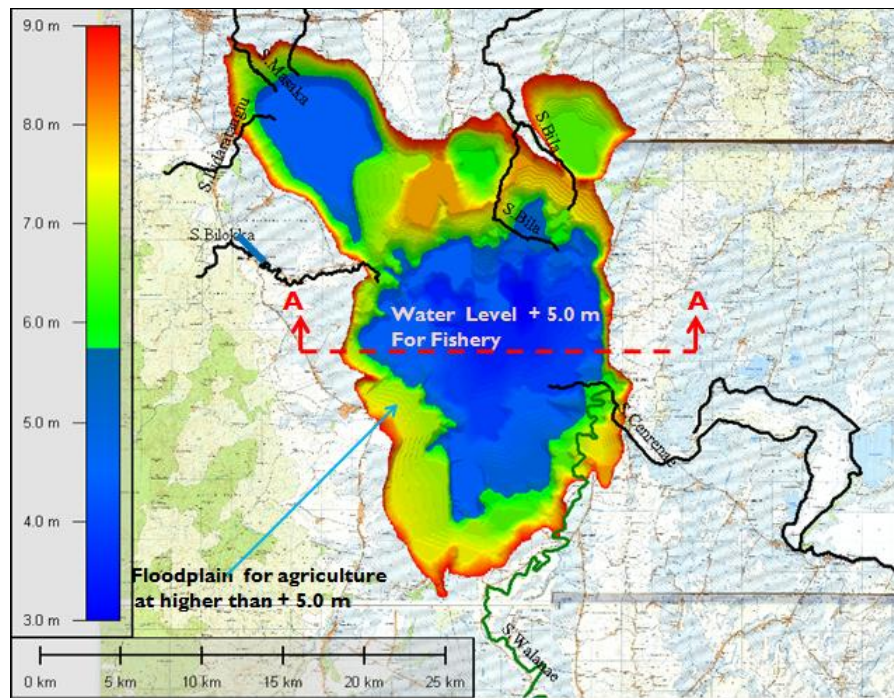 9.0 m
8.0 m
7.0 m
6.0 m
5.0 m
4.0 m
3.0 m
S.Masaka
S.Bila
S.Bila
S.Bilokka
A
A
Water Level + 5.0 m
For Fishery
S.Cenrenae
Floodplain for agriculture
at higher than + 5.0 m
S.Walanae
0 km
5 km
10 km
15 km
20 km
25 km